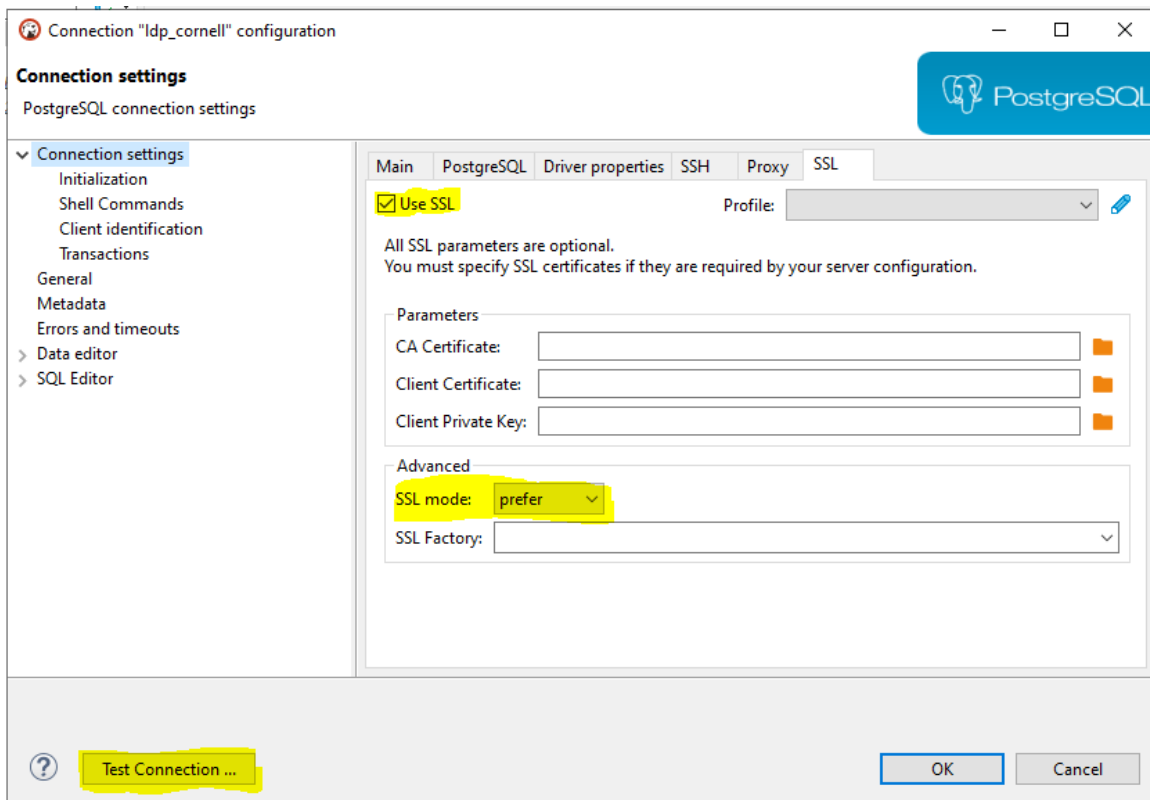 Connection "ldp_cornell" configuration
Connection settings
PostgreSQL connection settings
PostgreSQL
Connection settings
Initialization
Shell Commands
Client identification
Transactions
General
Metadata
Errors and timeouts
Data editor
SQL Editor
Main PostgreSQL Driver properties SSH Proxy SSL
Use SSL Profile:
All SSL parameters are optional.
You must specify SSL certificates if they are required by your server configuration.
Parameters
CA Certificate:
Client Certificate:
Client Private Key:
Advanced
SSL mode: prefer
SSL Factory:
? Test Connection ... OK Cancel